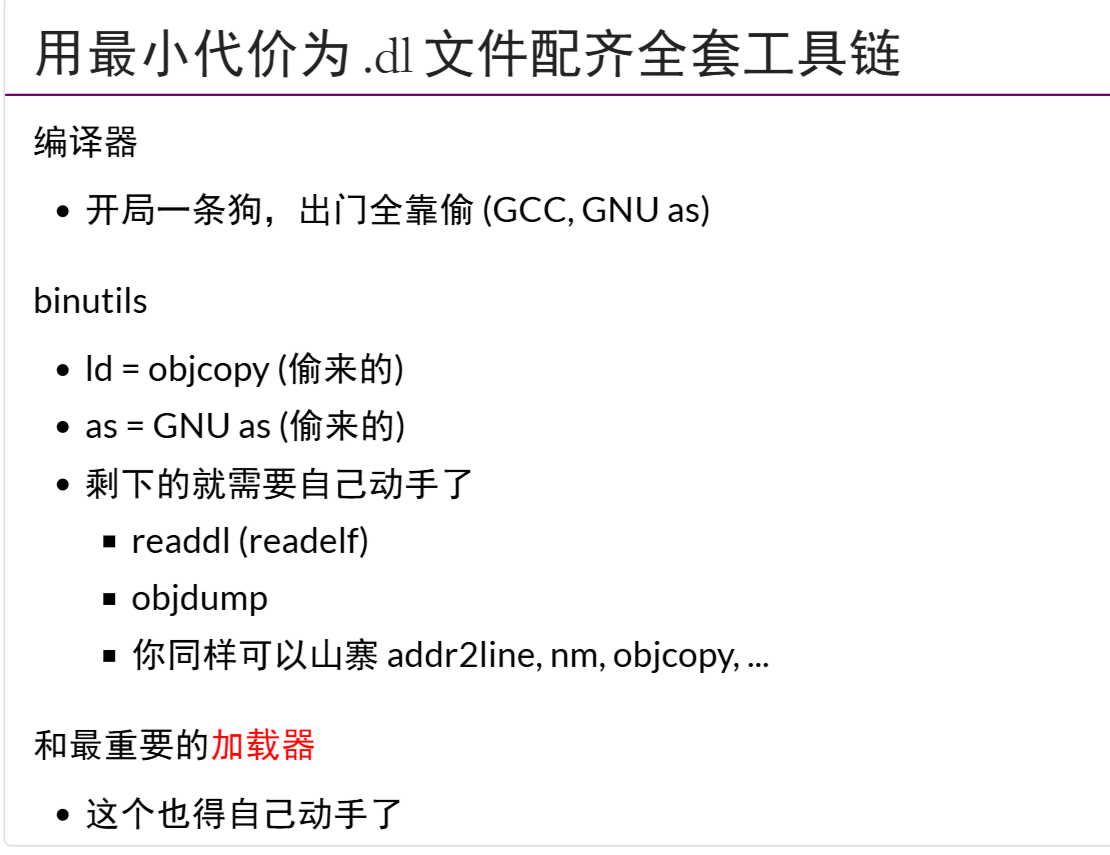 用最小代价为 .dl 文件配齐全套工具链
编译器
开局一条狗，出门全靠偷 (GCC, GNU as)
binutils
ld = objcopy (偷来的)
as = GNU as (偷来的)
剩下的就需要自己动手了
readdl (readelf)
objdump
你同样可以山寨 addr2line, nm, objcopy, ...
和最重要的加载器
这个也得自己动手了